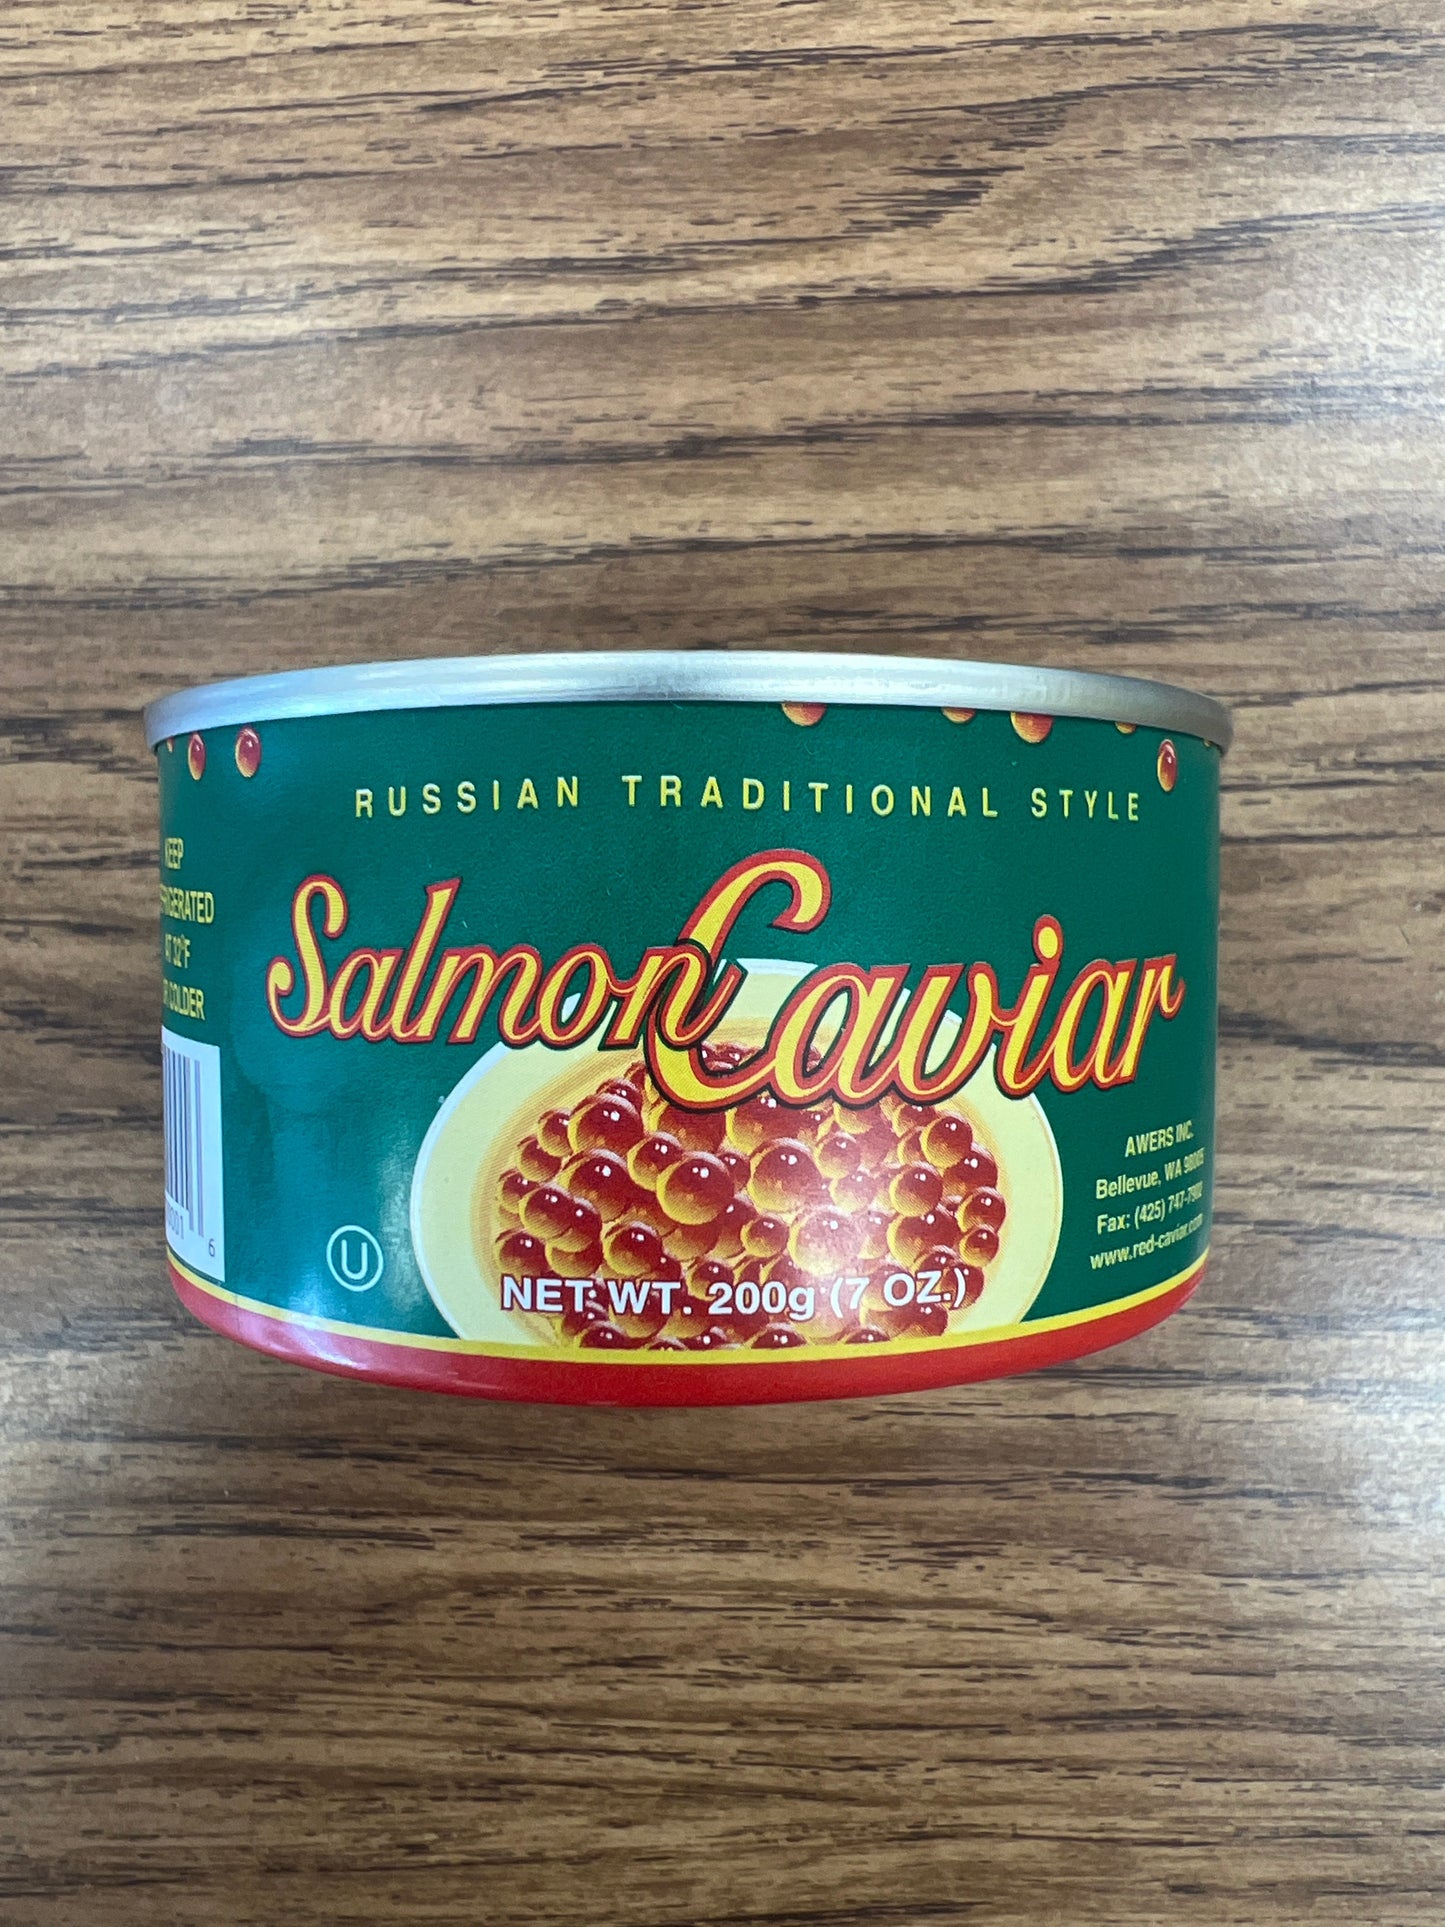 RUSSIAN TRADITIONAL STYLE
Salmon Caviar
KEEP
AT 32°F
COLDER
6
U
NET WT. 200g (7 OZ.)
AWERS INC.
Bellevue, WA
Fax: (425)
www.red-caviar.com